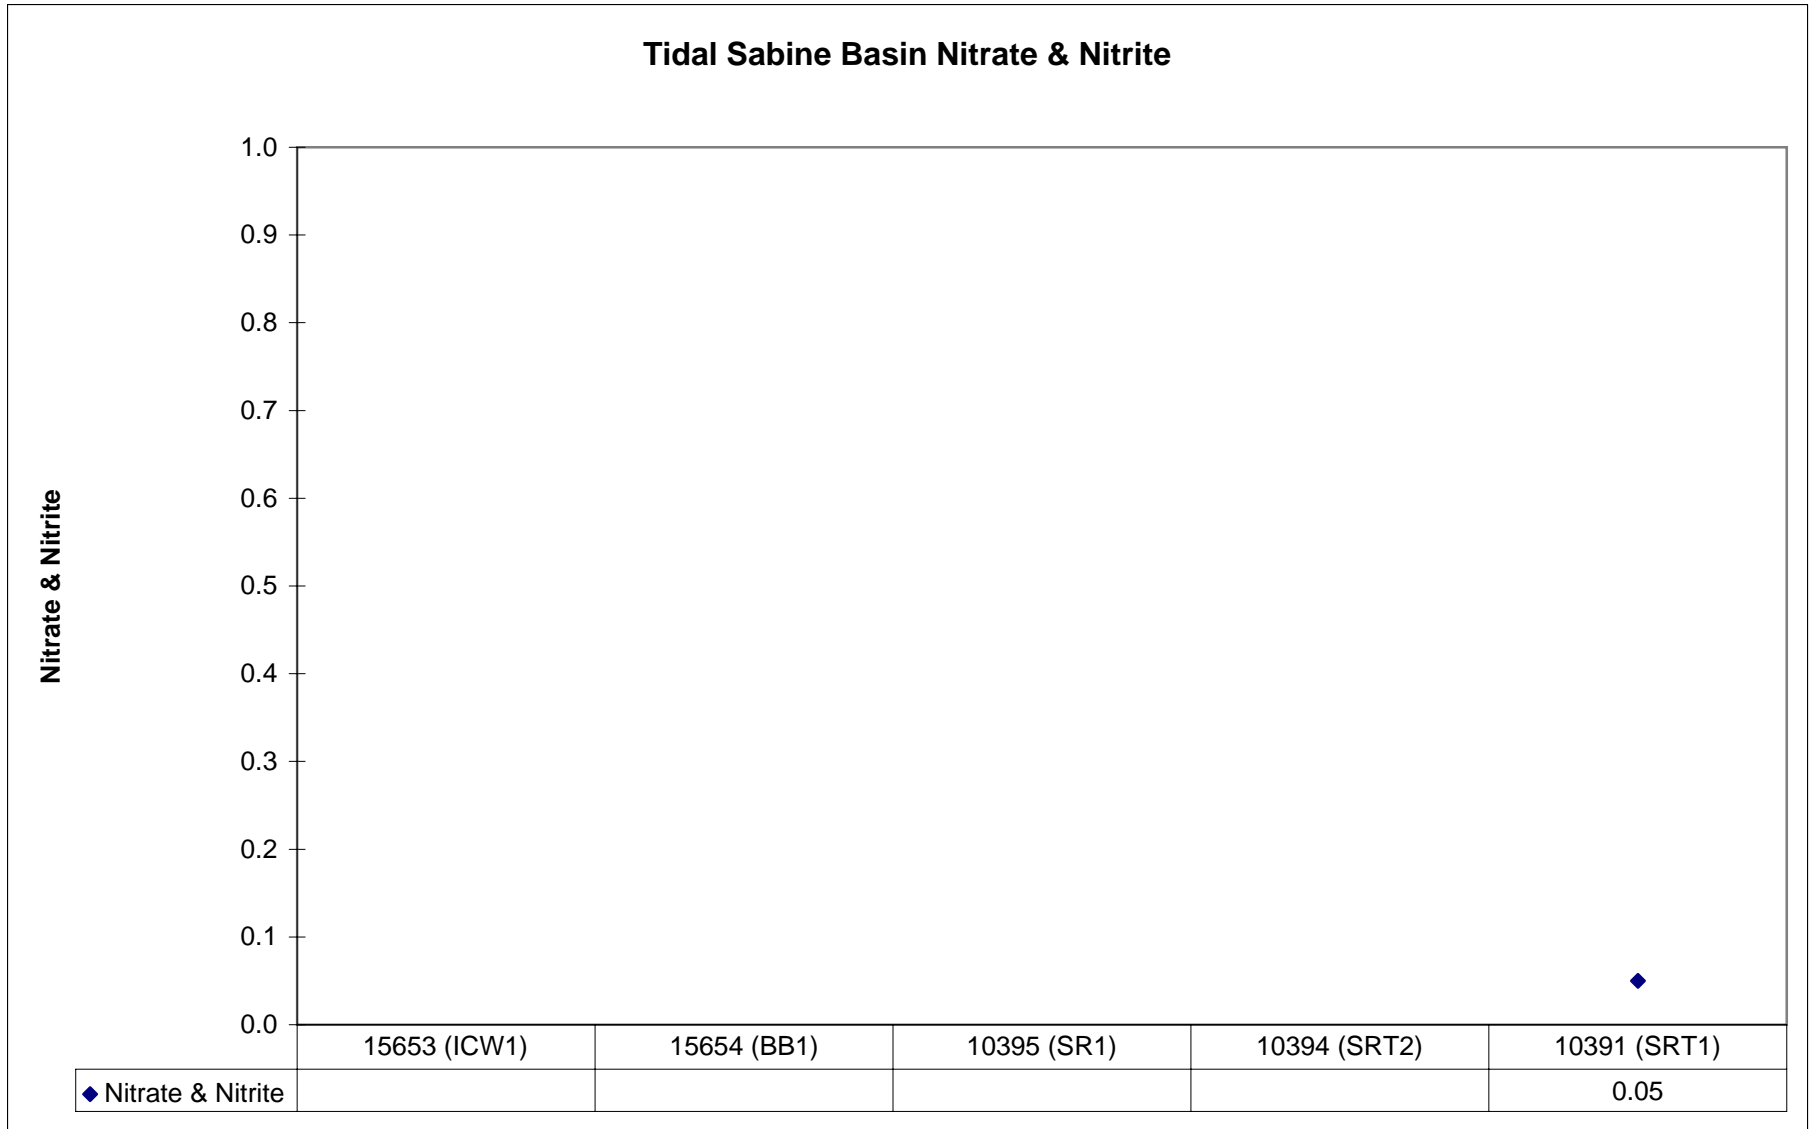 Tidal Sabine Basin Nitrate & Nitrite
1.0
0.9
0.8
0.7
0.6
0.5
0.4
0.3
0.2
0.1
0.0
Nitrate & Nitrite
15653 (ICW1) 15654 (BB1) 10395 (SR1) 10394 (SRT2) 10391 (SRT1)
Nitrate & Nitrite 0.05